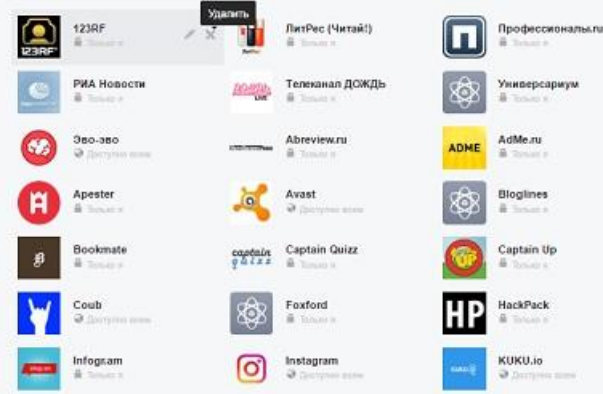 Удалить
123RF
Только я
ЛитРес (Читай!)
Только я
Профессионалы.ru
Только я
РИА Новости
Только я
Телеканал ДОЖДЬ
Только я
Универсариум
Только я
Эво-эво
Доступно всем
Abreview.ru
Только я
ADME
AdMe.ru
Только я
Apester
Только я
Avast
Доступно всем
Bloglines
Только я
Bookmate
Только я
captain quizz
Captain Quizz
Только я
UP
Captain Up
Только я
Coub
Доступно всем
Foxford
Только я
HP
HackPack
Только я
Infogr.am
Только я
Instagram
Доступно всем
KUKU.io
Доступно всем